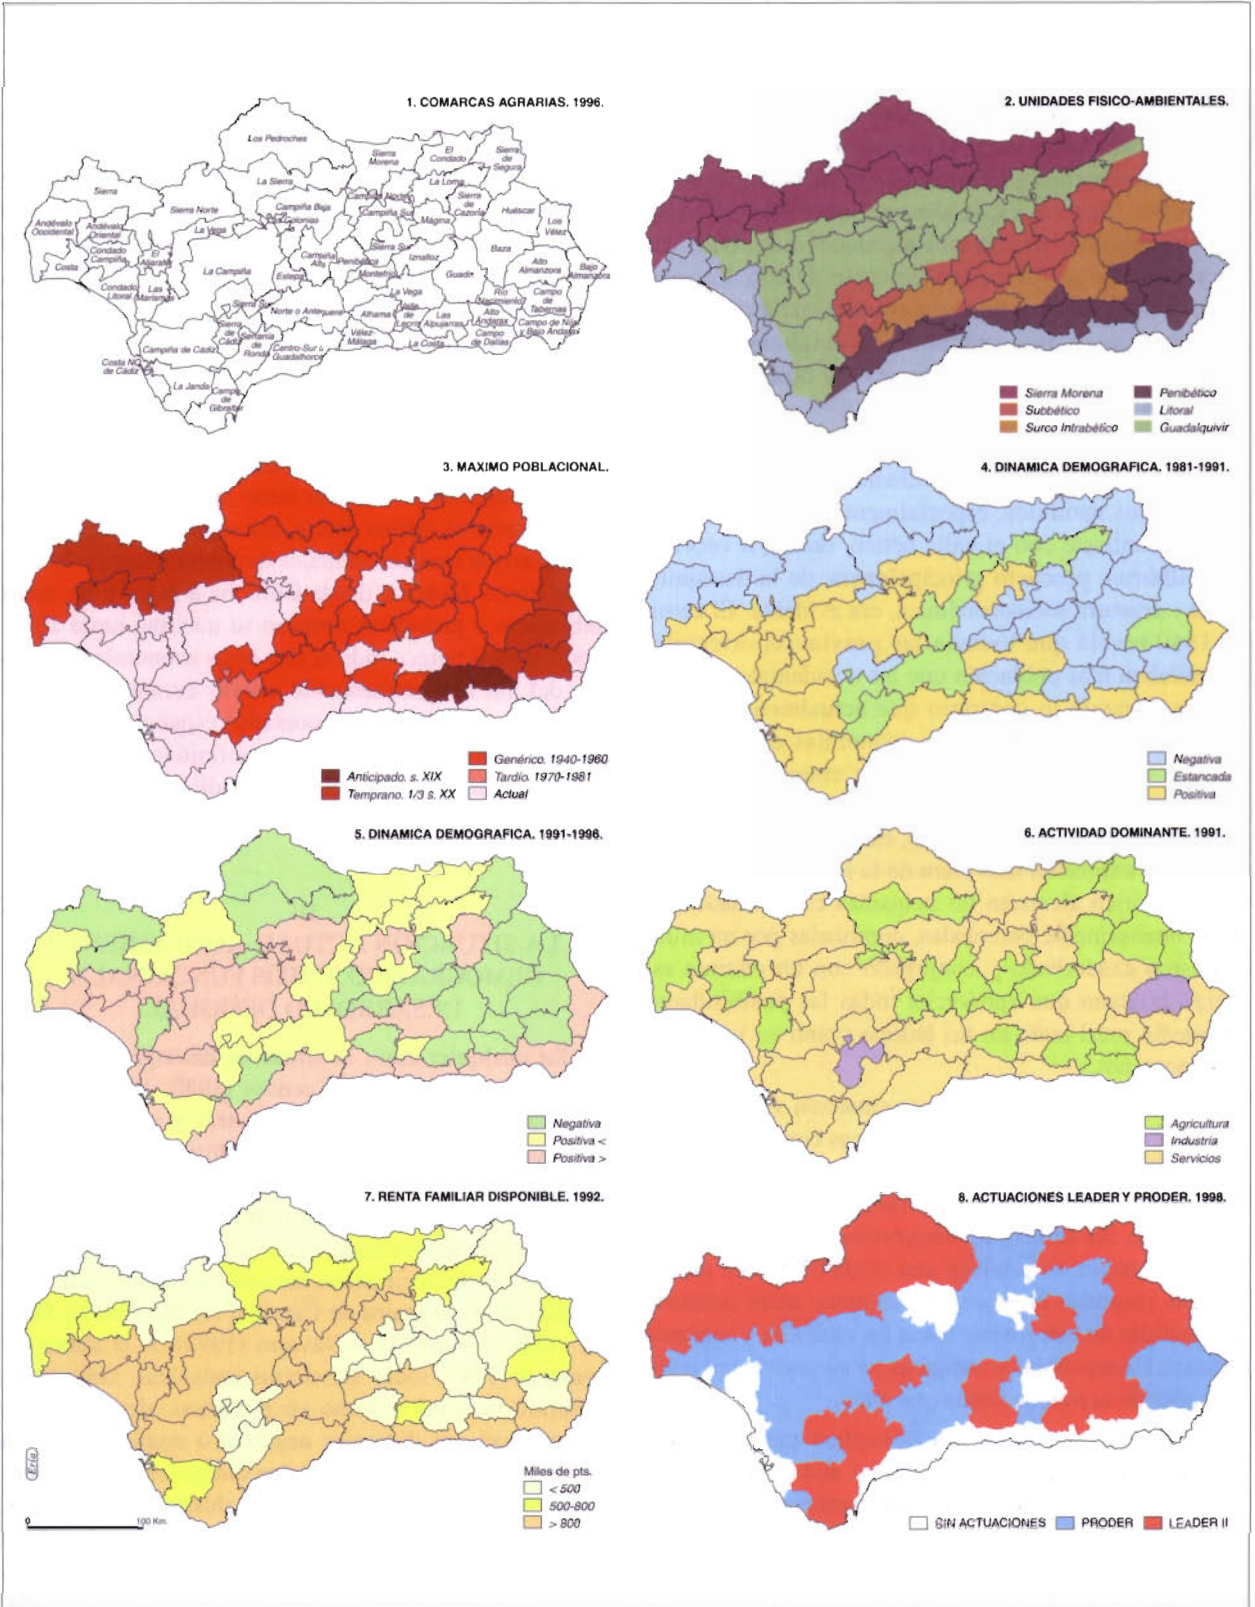 1. COMARCAS AGRARIAS. 1996.
Los Pedroches
Sierra
Morena
El
Condado
Sierra
de
Segura
La Sierra
La Loma
Sierra
Sierra Norte
Campiña Baja
Campiña Norte
Sierra
de
Cazorla
Las Colonias
Campiña Sur
Magina
Huéscar
Los
Vélez
Andévalo
Occidental
Andévalo
Oriental
La Vega
Condado
Campiña
El
Aljarafe
Sierra Sur
Costa
La Campiña
Campiña
Alta
Penibética
Iznalloz
Baza
Estepa
Montefrío
Guadix
Alto
Almanzora
Bajo
Almanzora
Condado
Litoral
Las
Marismas
La Vega
Río
Nacimiento
Campo
de
Tabernas
Sierra Sur
Norte o Antequera
Alhama
Valle
de
Lecrín
Las
Alpujarras
Alto
Andarax
Campo de Níjar
y Bajo Andarax
Sierra
de
Cádiz
Serranía
de
Ronda
Vélez-
Málaga
La Costa
Campo
de Dalías
Campiña de Cádiz
Centro-Sur o
Guadalhorce
Costa NO
de Cádiz
La Janda
Campo
de
Gibraltar
2. UNIDADES FISICO-AMBIENTALES.
Sierra Morena
Subbético
Surco Intrabético
Penibético
Litoral
Guadalquivir
3. MAXIMO POBLACIONAL.
Anticipado. s. XIX
Temprano. 1/3 s. XX
Genérico. 1940-1960
Tardío. 1970-1981
Actual
4. DINAMICA DEMOGRAFICA. 1981-1991.
Negativa
Estancada
Positiva
5. DINAMICA DEMOGRAFICA. 1991-1996.
Negativa
Positiva <
Positiva >
6. ACTIVIDAD DOMINANTE. 1991.
Agricultura
Industria
Servicios
7. RENTA FAMILIAR DISPONIBLE. 1992.
Miles de pts.
< 500
500-800
> 800
Ería
0 100 Km.
8. ACTUACIONES LEADER Y PRODER. 1998.
SIN ACTUACIONES
PRODER
LEADER II